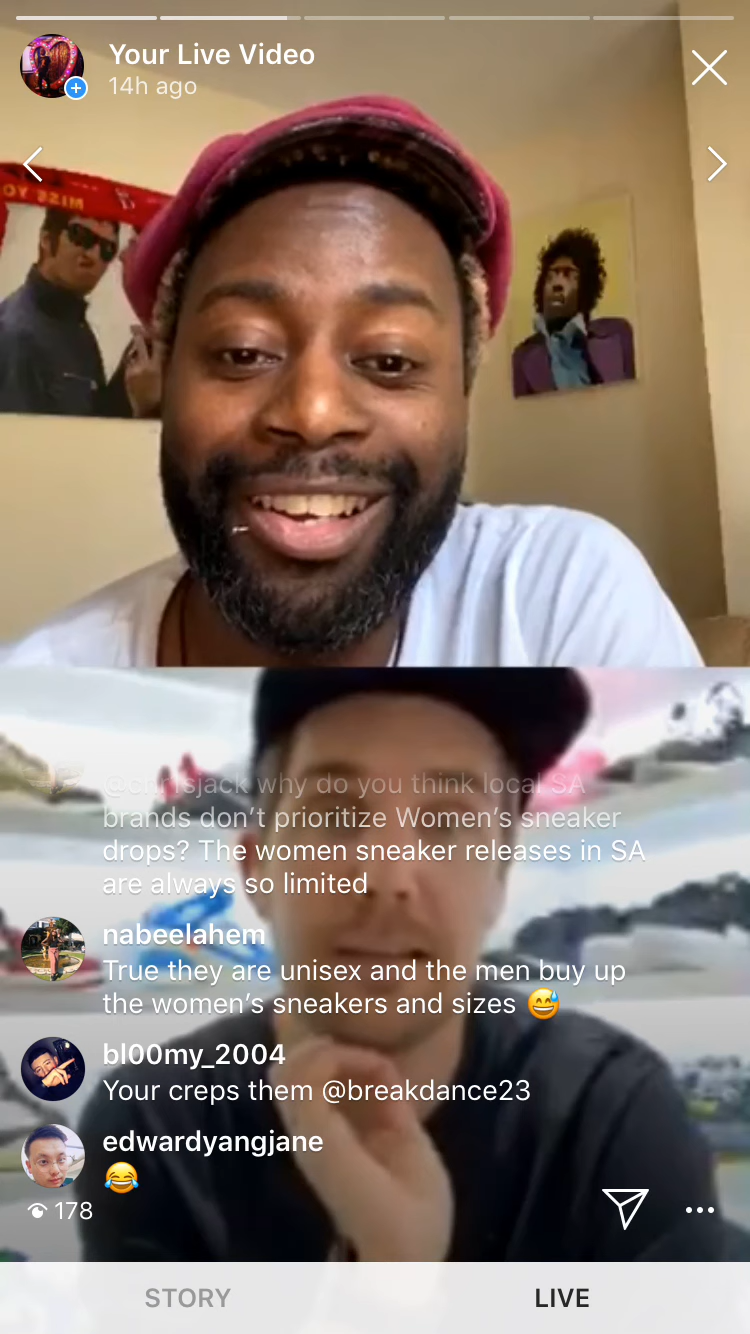 Your Live Video
14h ago
OY 22IM
@chrisjack why do you think local SA
brands don't prioritize Women's sneaker
drops? The women sneaker releases in SA
are always so limited
nabeelahem
True they are unisex and the men buy up
the women's sneakers and sizes 😅
bl00my_2004
Your creps them @breakdance23
edwardyangjane
😂
178
STORY
LIVE